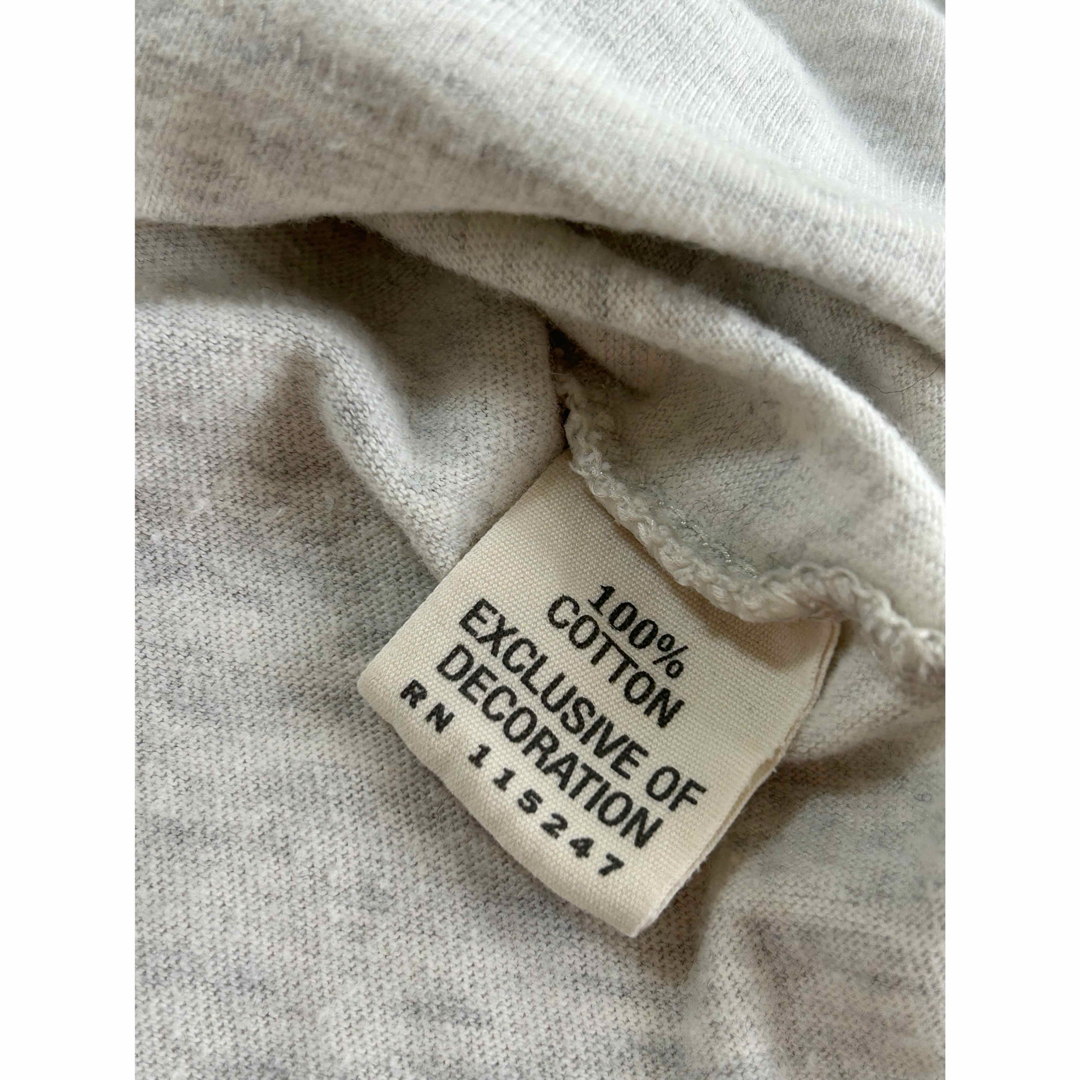 100%
COTTON
EXCLUSIVE OF
DECORATION
RN 115247